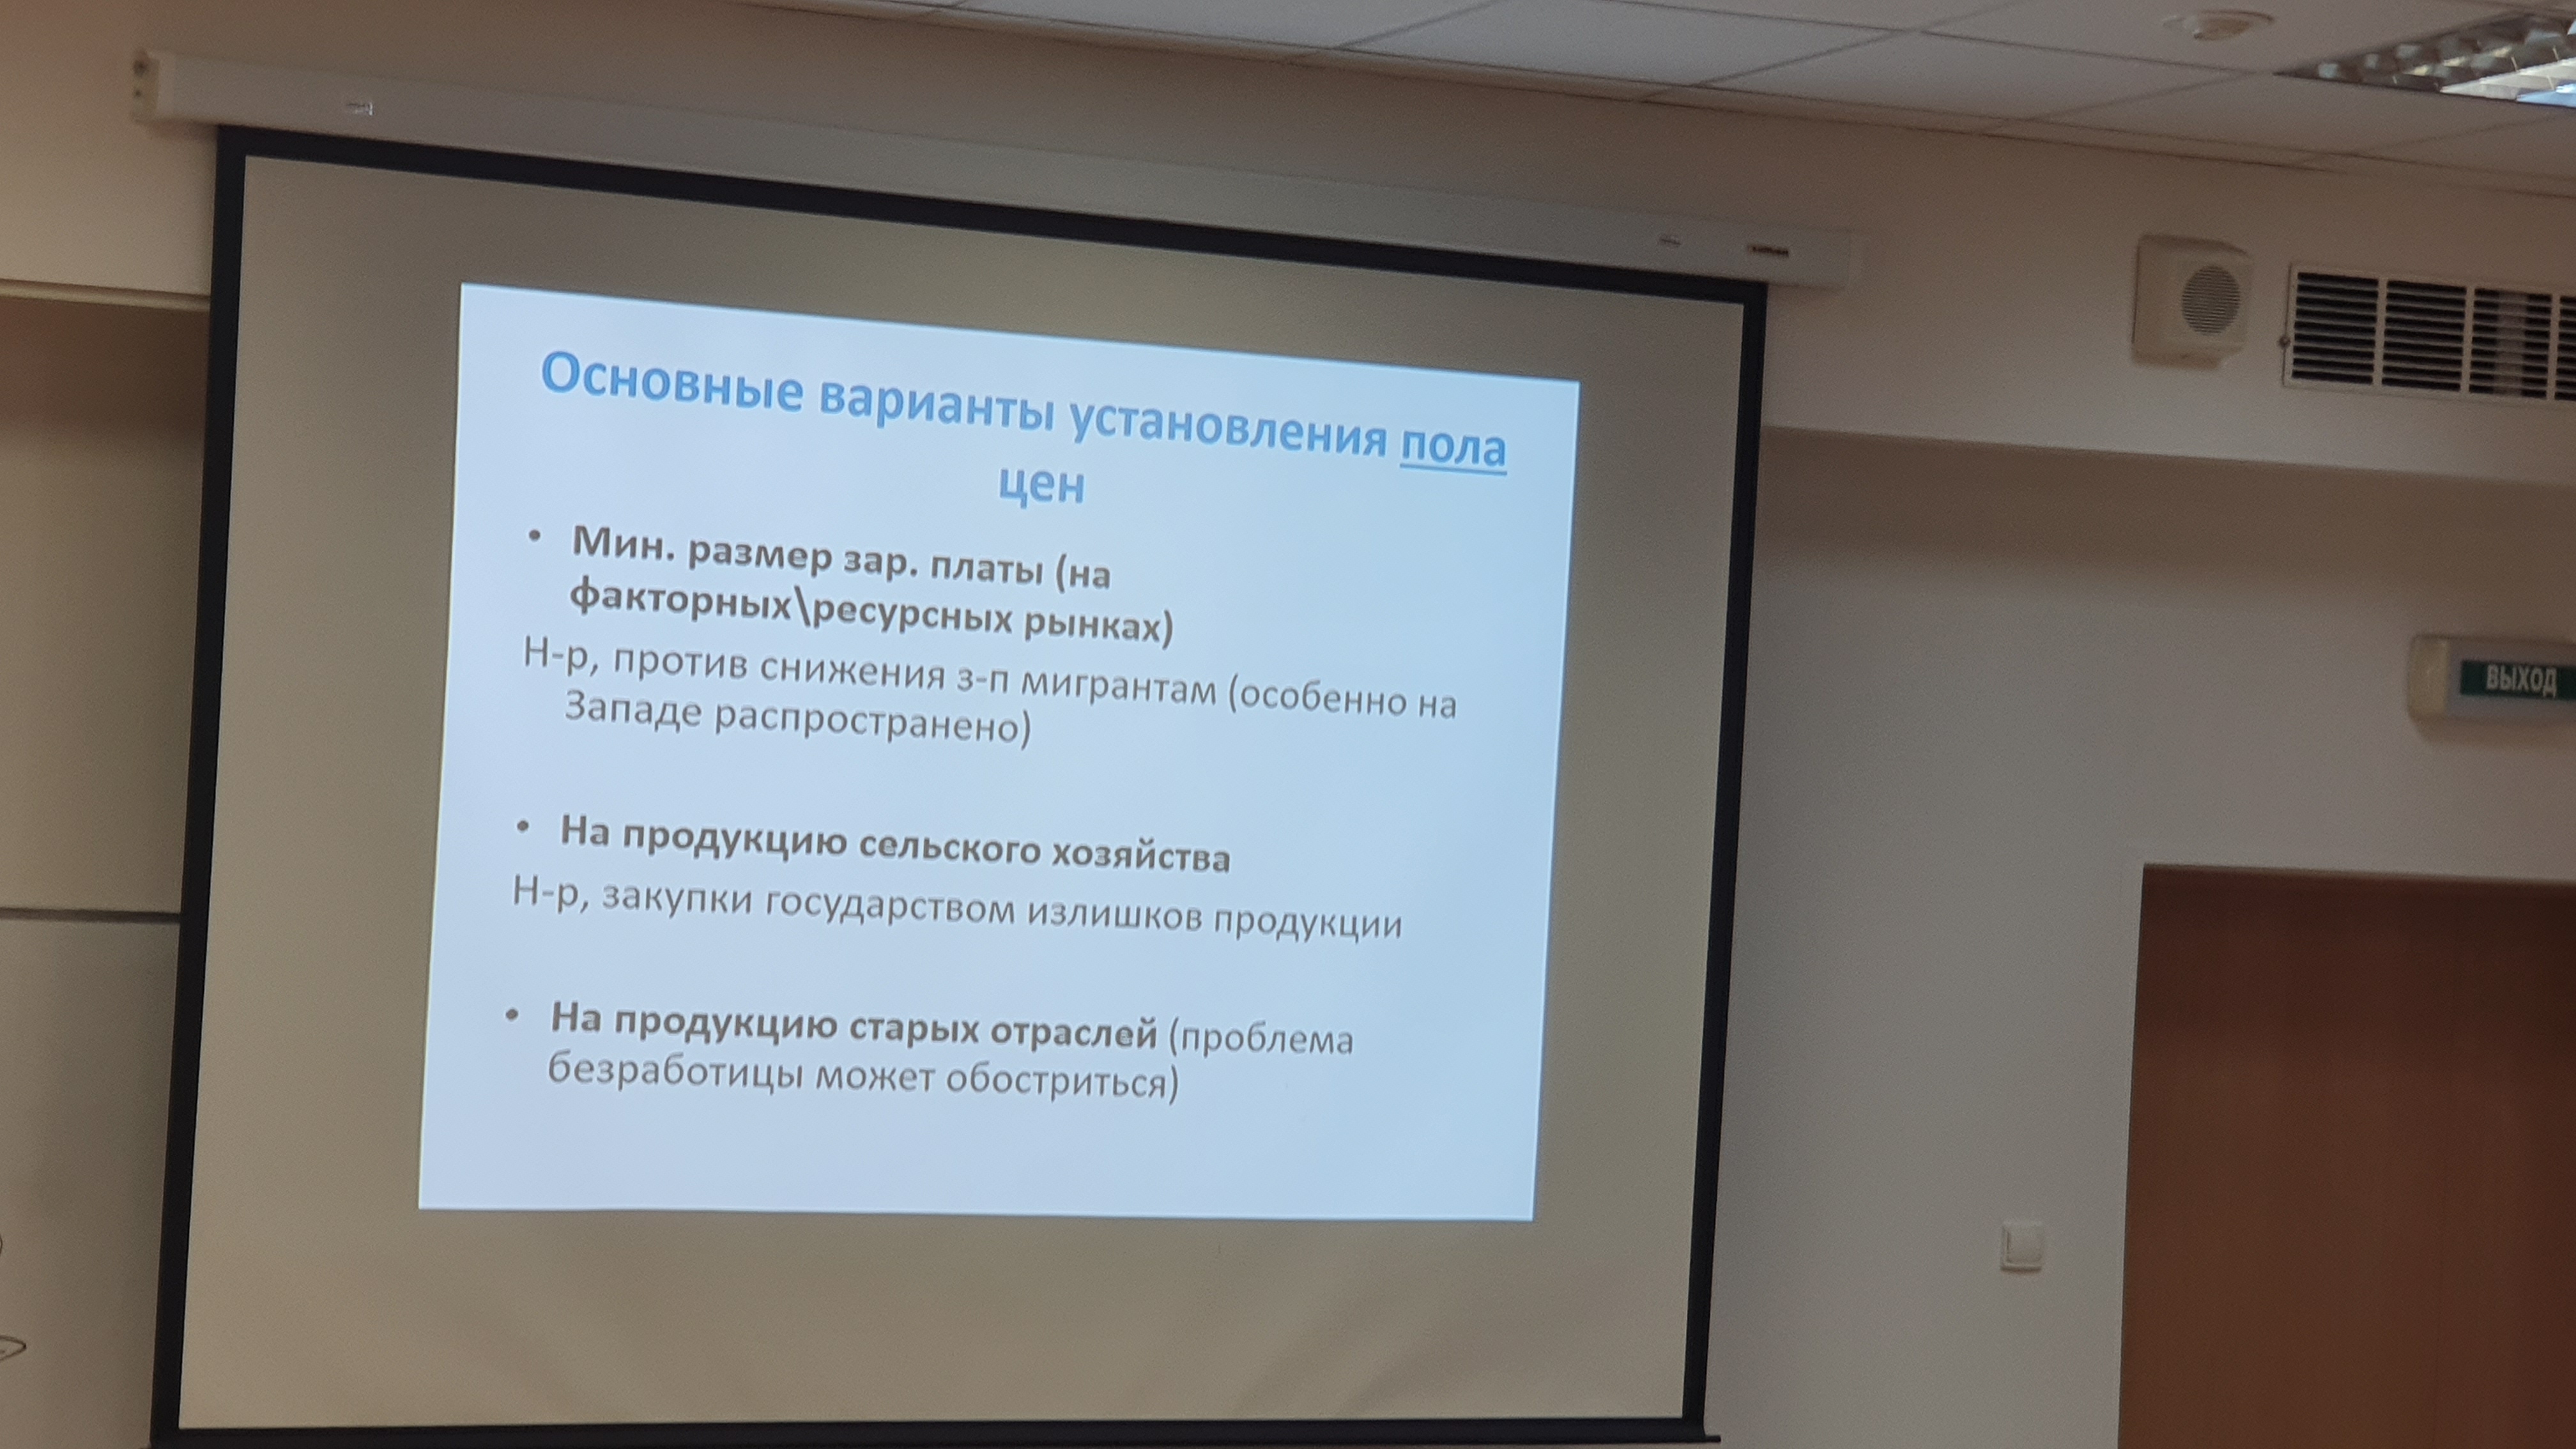 Основные варианты установления пола
цен
• Мин. размер зар. платы (на
факторных\ресурсных рынках)
Н-р, против снижения з-п мигрантам (особенно на
Западе распространено)
• На продукцию сельского хозяйства
Н-р, закупки государством излишков продукции
• На продукцию старых отраслей (проблема
безработицы может обостриться)
ВЫХОД